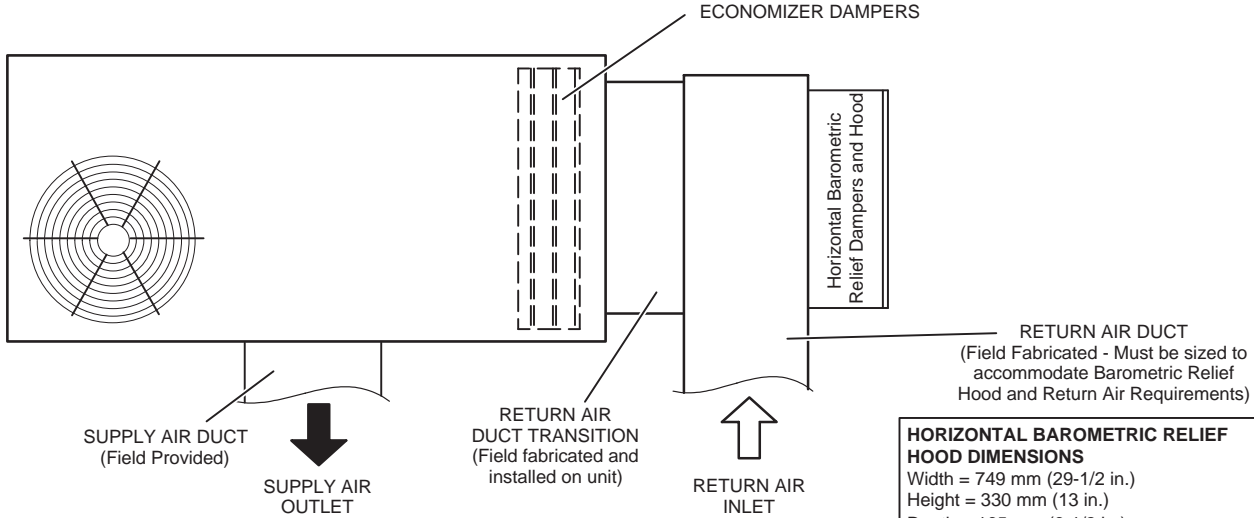 ECONOMIZER DAMPERS
Horizontal Barometric
Relief Dampers and Hood
RETURN AIR DUCT
(Field Fabricated - Must be sized to
accommodate Barometric Relief
Hood and Return Air Requirements)
SUPPLY AIR DUCT
(Field Provided)
SUPPLY AIR
OUTLET
RETURN AIR
DUCT TRANSITION
(Field fabricated and
installed on unit)
RETURN AIR
INLET
HORIZONTAL BAROMETRIC RELIEF
HOOD DIMENSIONS
Width = 749 mm (29-1/2 in.)
Height = 330 mm (13 in.)